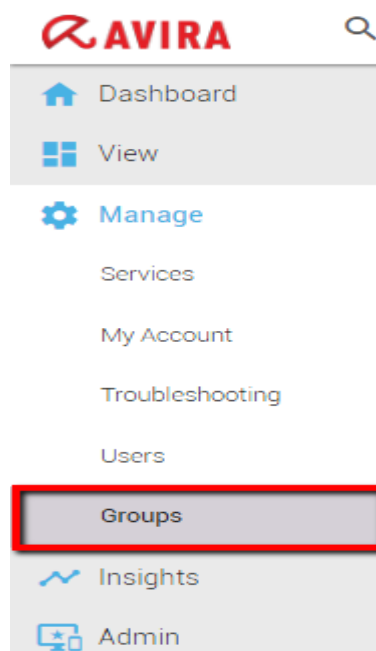 AVIRA
Dashboard
View
Manage
Services
My Account
Troubleshooting
Users
Groups
Insights
Admin